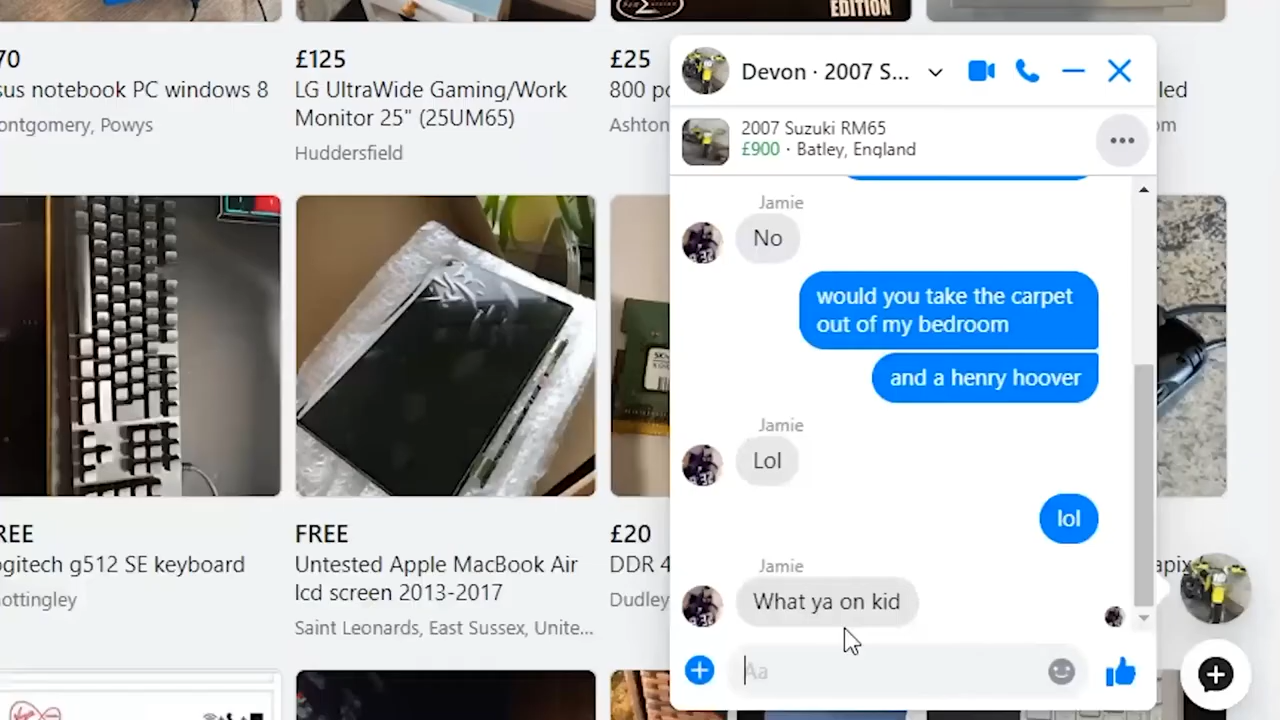 EDITION
70
sus notebook PC windows 8
ontgomery, Powys
£125
LG UltraWide Gaming/Work
Monitor 25" (25UM65)
Huddersfield
£25
800 po
Ashton
led
om
REE
ogitech g512 SE keyboard
ottingley
FREE
Untested Apple MacBook Air
lcd screen 2013-2017
Saint Leonards, East Sussex, Unite...
£20
DDR 4
Dudley
apix
Devon · 2007 S...
2007 Suzuki RM65
£900 · Batley, England
Jamie
No
would you take the carpet
out of my bedroom
and a henry hoover
Jamie
Lol
lol
Jamie
What ya on kid
Aa